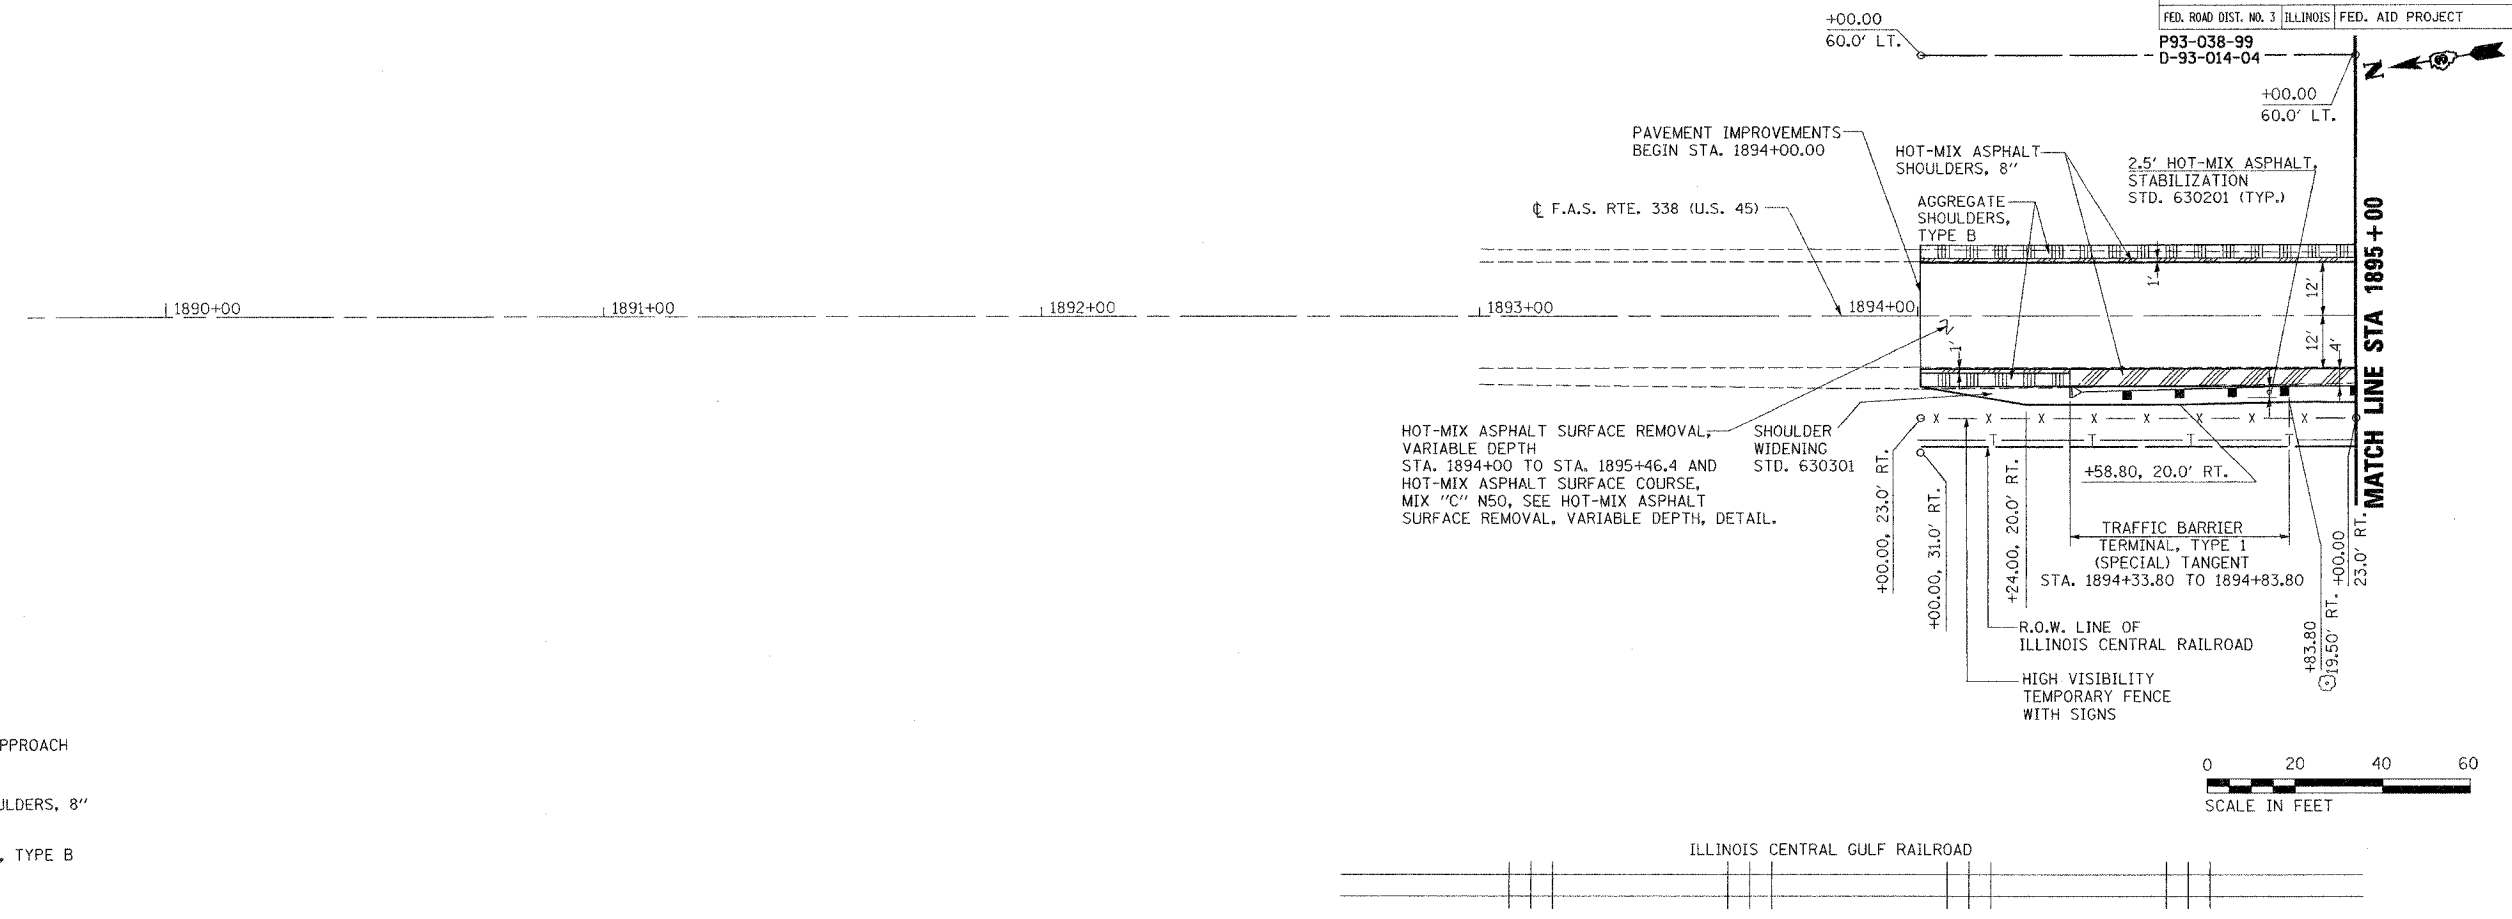 FED. ROAD DIST. NO. 3 ILLINOIS FED. AID PROJECT
P93-038-99
D-93-014-04
+00.00
60.0' LT.
N
+00.00
60.0' LT.
PAVEMENT IMPROVEMENTS
BEGIN STA. 1894+00.00
HOT-MIX ASPHALT
SHOULDERS, 8"
2.5' HOT-MIX ASPHALT,
STABILIZATION
STD. 630201 (TYP.)
AGGREGATE
SHOULDERS,
TYPE B
℄ F.A.S. RTE. 338 (U.S. 45)
1890+00
1891+00
1892+00
1893+00
1894+00
1'
12'
12'
4'
1'
MATCH LINE STA 1895+00
HOT-MIX ASPHALT SURFACE REMOVAL,
VARIABLE DEPTH
STA. 1894+00 TO STA. 1895+46.4 AND
HOT-MIX ASPHALT SURFACE COURSE,
MIX "C" N50, SEE HOT-MIX ASPHALT
SURFACE REMOVAL, VARIABLE DEPTH, DETAIL.
SHOULDER
WIDENING
STD. 630301
X X X X X X X X
T T T T
+00.00, 23.0' RT.
+00.00, 31.0' RT.
+24.00, 20.0' RT.
+58.80, 20.0' RT.
TRAFFIC BARRIER
TERMINAL, TYPE 1
(SPECIAL) TANGENT
STA. 1894+33.80 TO 1894+83.80
+83.80
19.50' RT.
+00.00
23.0' RT.
R.O.W. LINE OF
ILLINOIS CENTRAL RAILROAD
HIGH VISIBILITY
TEMPORARY FENCE
WITH SIGNS
PPROACH
ULDERS, 8"
, TYPE B
0 20 40 60
SCALE IN FEET
ILLINOIS CENTRAL GULF RAILROAD